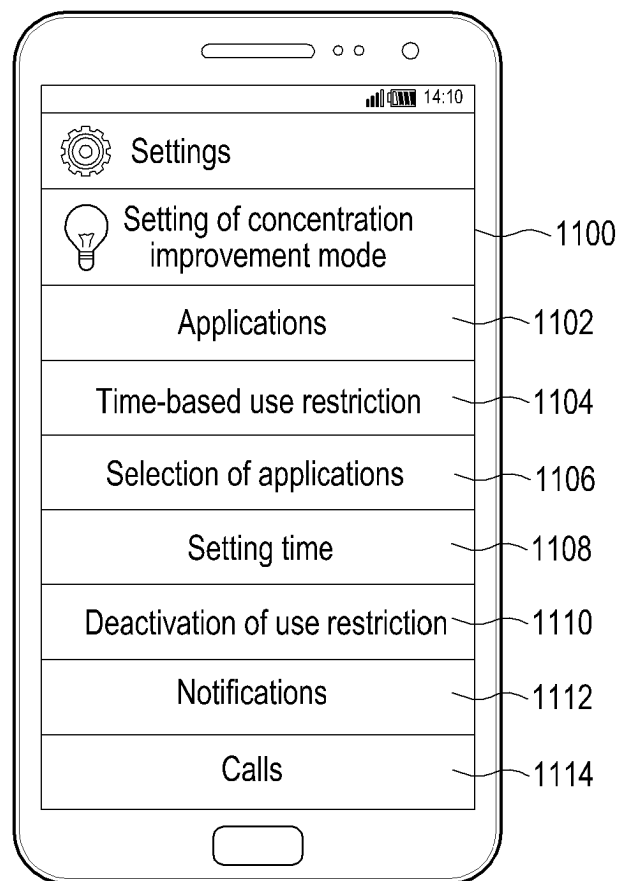 14:10
Settings
Setting of concentration
improvement mode
1100
Applications
1102
Time-based use restriction
1104
Selection of applications
1106
Setting time
1108
Deactivation of use restriction
1110
Notifications
1112
Calls
1114